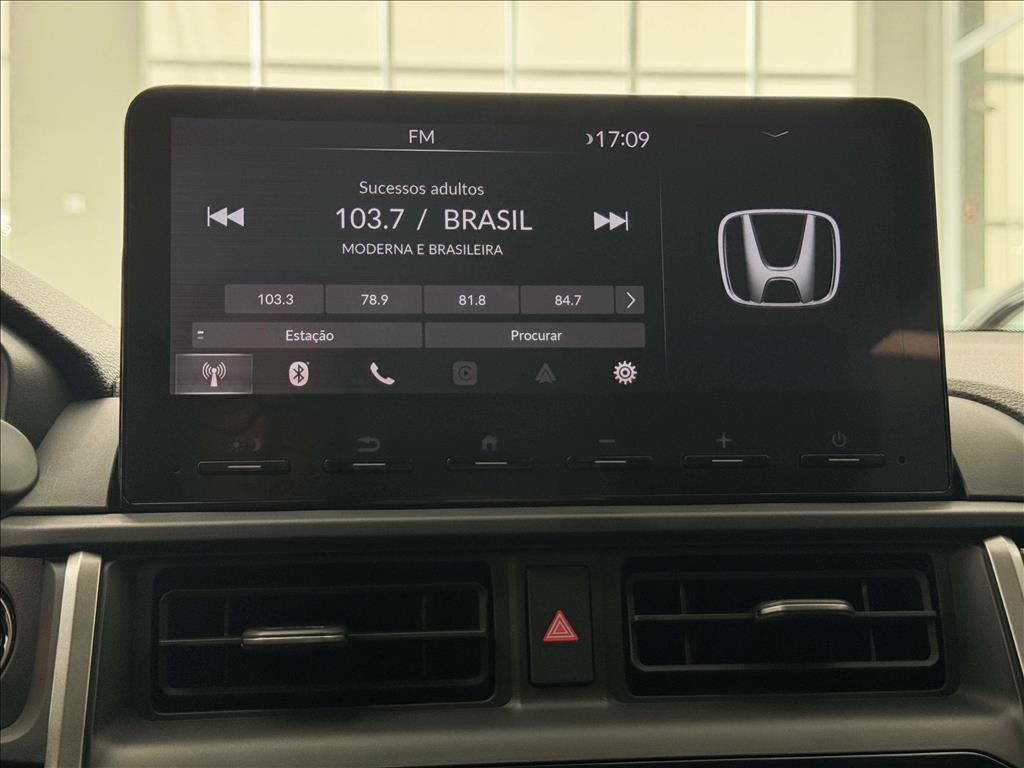 FM
17:09
Sucessos adultos
103.7 / BRASIL
MODERNA E BRASILEIRA
103.3 78.9 81.8 84.7
Estação Procurar